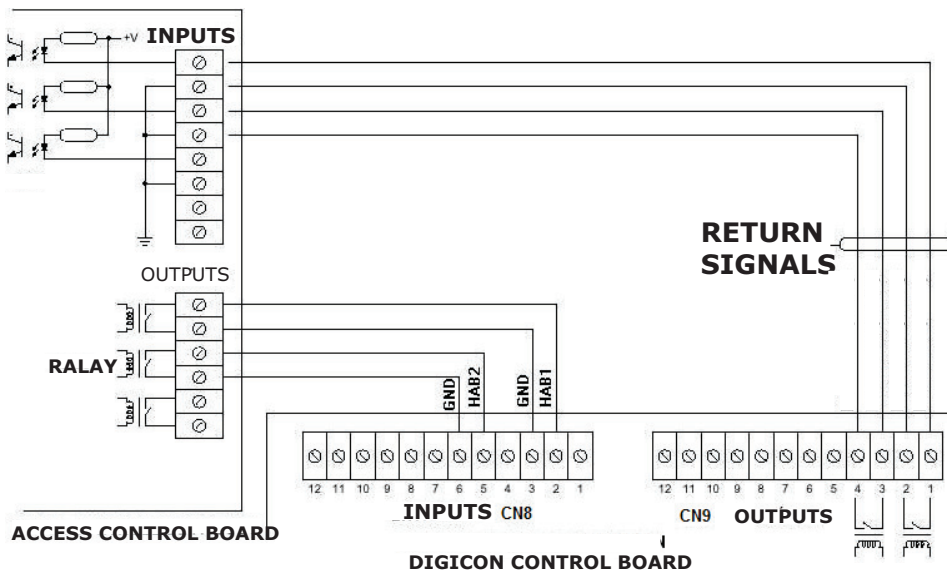 +V INPUTS
RETURN
SIGNALS
OUTPUTS
RALAY
GND
HAB2
GND
HAB1
12 11 10 9 8 7 6 5 4 3 2 1
12 11 10 9 8 7 6 5 4 3 2 1
INPUTS CN8
CN9 OUTPUTS
ACCESS CONTROL BOARD
DIGICON CONTROL BOARD